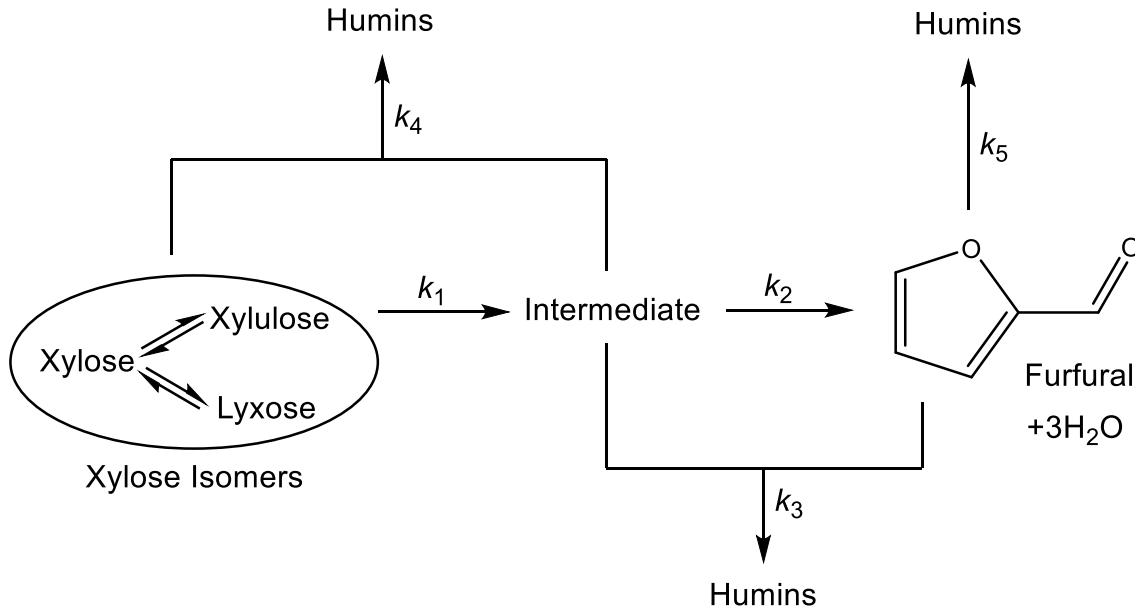 Humins
Humins
k4
k5
O
O
k1
k2
Xylulose
Intermediate
Xylose
Furfural
Lyxose
+3H2O
Xylose Isomers
k3
Humins